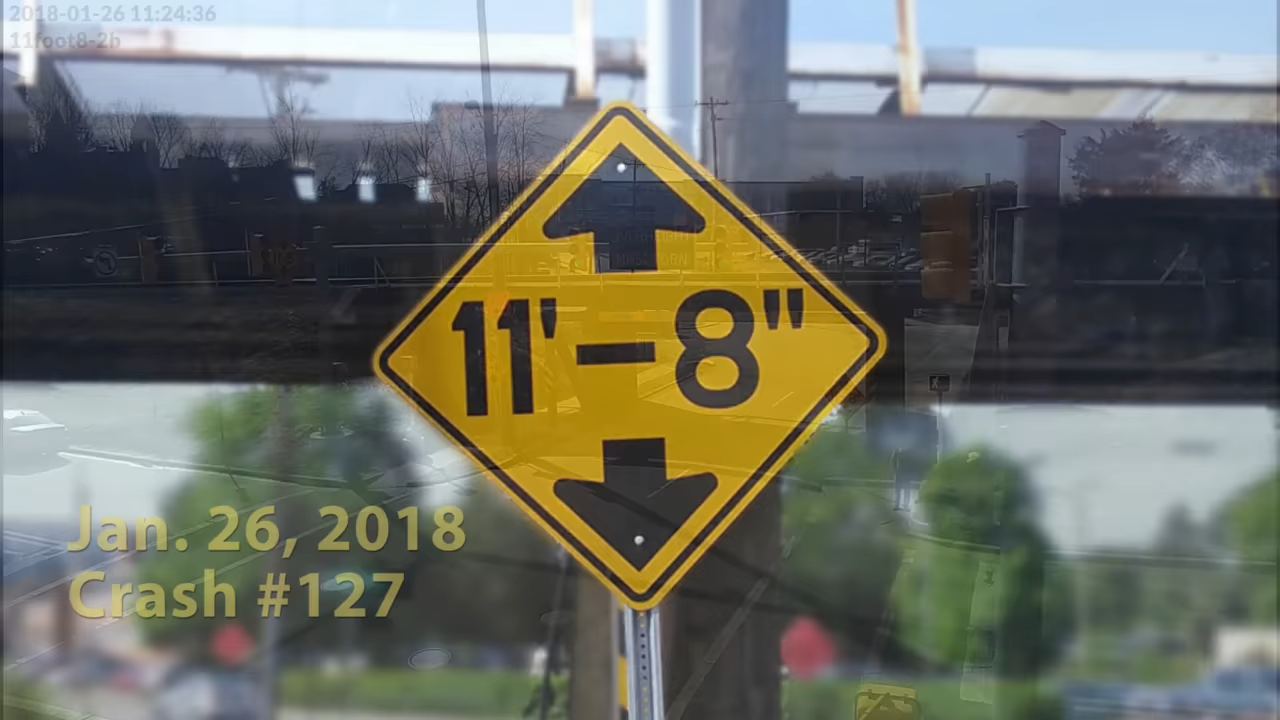 2018-01-26 11:24:36
11foot8-2b
11'-8"
Jan. 26, 2018
Crash #127